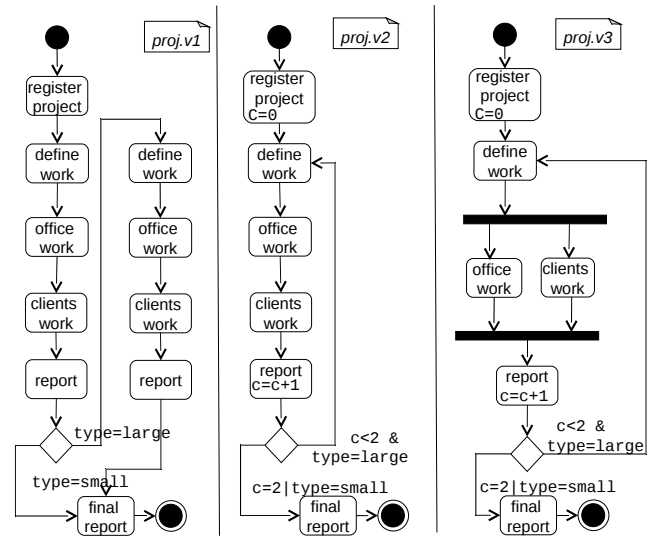 proj.v1
register
project
define
work
office
work
clients
work
report
type=large
type=small
final
report
define
work
office
work
clients
work
report
proj.v2
register
project
C=0
define
work
office
work
clients
work
report
c=c+1
c<2 &
type=large
c=2|type=small
final
report
proj.v3
register
project
C=0
define
work
office
work
clients
work
report
c=c+1
c<2 &
type=large
c=2|type=small
final
report